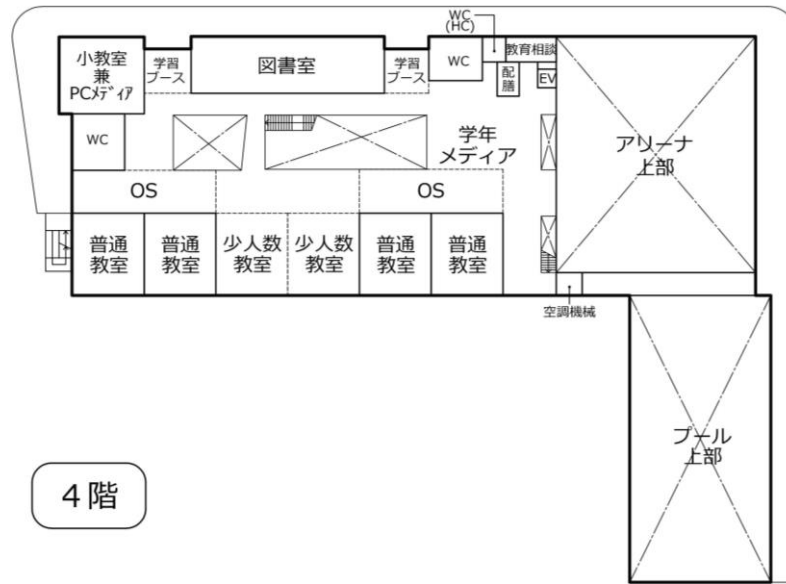 WC
(HC)
小教室
兼
PCﾒﾃﾞｨｱ
学習
ブース
図書室
学習
ブース
WC
教育相談
配
膳
EV
WC
学年
メディア
アリーナ
上部
OS
OS
普通
教室
普通
教室
少人数
教室
少人数
教室
普通
教室
普通
教室
空調機械
プール
上部
４階